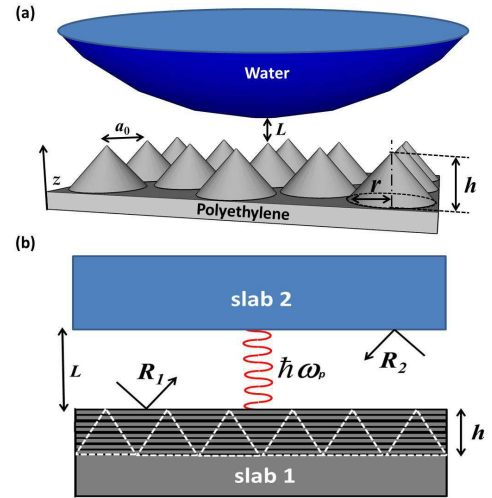 (a)
Water
a₀
L
z
r
h
Polyethylene
(b)
slab 2
L
R₁
ħωₚ
R₂
h
slab 1